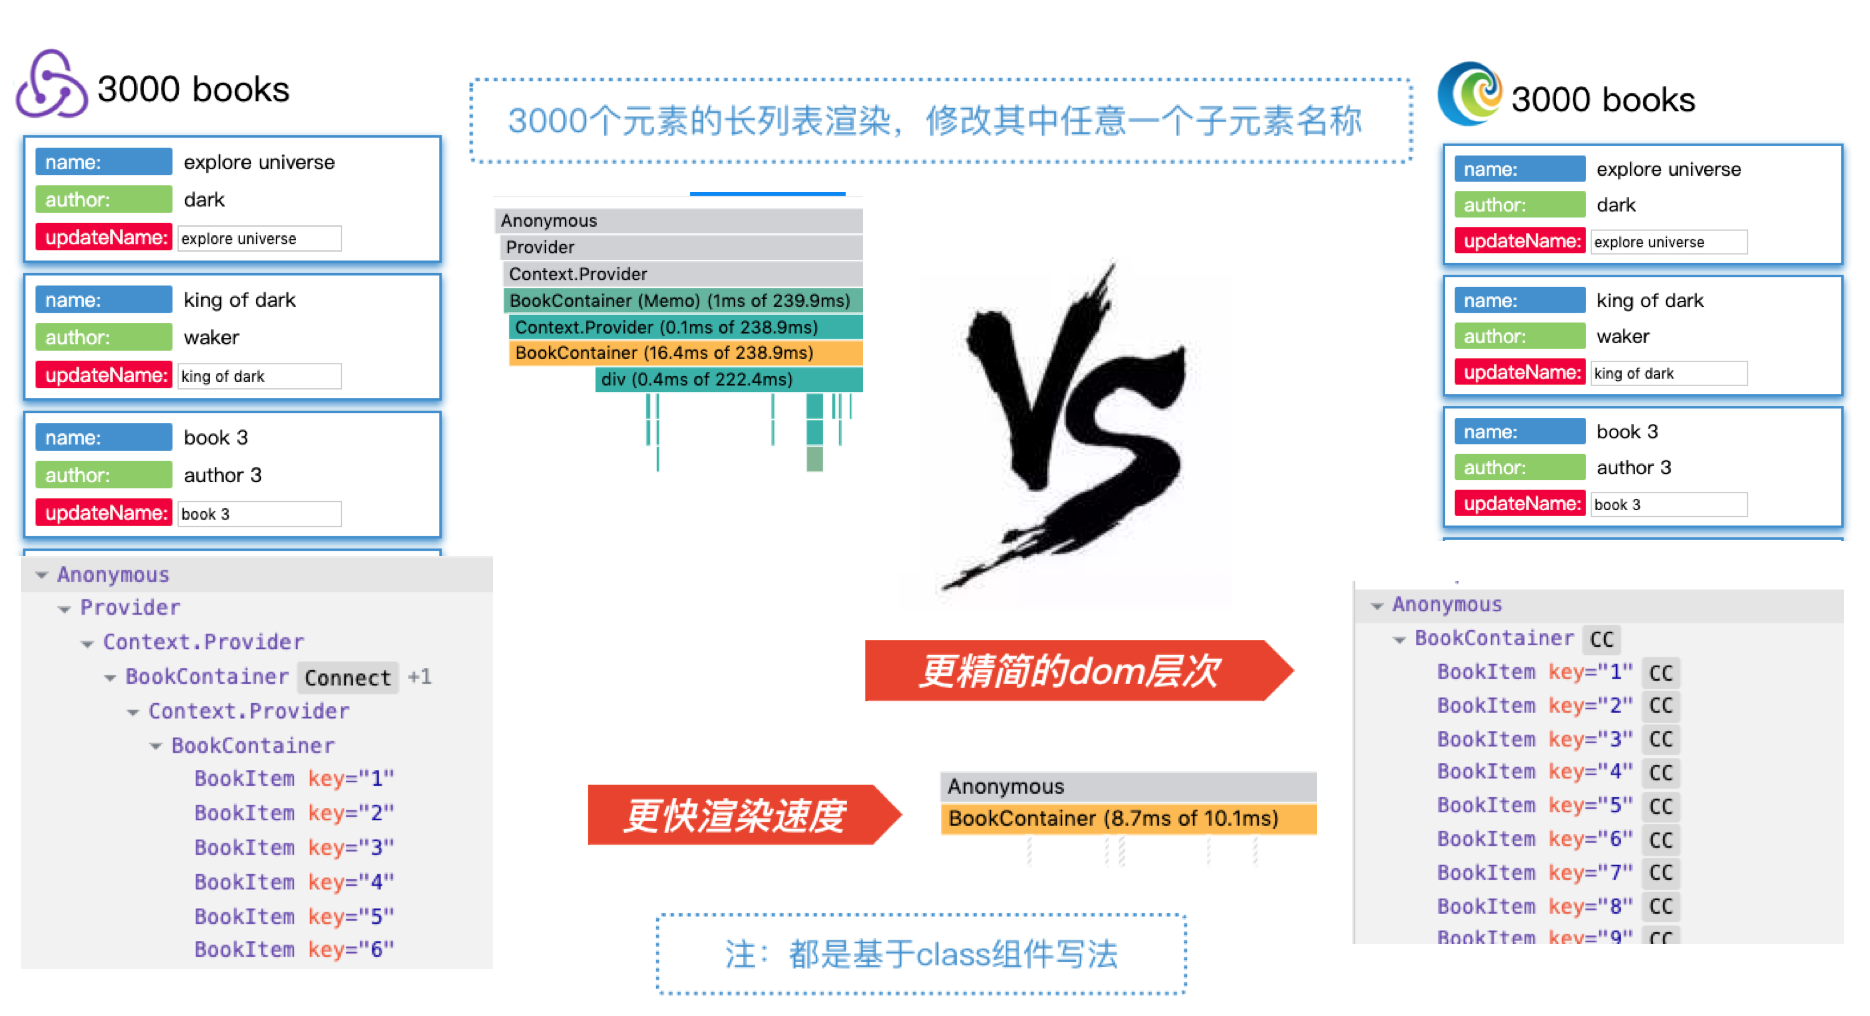 3000 books
name: explore universe
author: dark
updateName: explore universe
name: king of dark
author: waker
updateName: king of dark
name: book 3
author: author 3
updateName: book 3
Anonymous
Provider
Context.Provider
BookContainer Connect +1
Context.Provider
BookContainer
BookItem key="1"
BookItem key="2"
BookItem key="3"
BookItem key="4"
BookItem key="5"
BookItem key="6"
3000个元素的长列表渲染，修改其中任意一个子元素名称
Anonymous
Provider
Context.Provider
BookContainer (Memo) (1ms of 239.9ms)
Context.Provider (0.1ms of 238.9ms)
BookContainer (16.4ms of 238.9ms)
div (0.4ms of 222.4ms)
VS
更精简的dom层次
更快渲染速度
Anonymous
BookContainer (8.7ms of 10.1ms)
注：都是基于class组件写法
3000 books
name: explore universe
author: dark
updateName: explore universe
name: king of dark
author: waker
updateName: king of dark
name: book 3
author: author 3
updateName: book 3
Anonymous
BookContainer CC
BookItem key="1" CC
BookItem key="2" CC
BookItem key="3" CC
BookItem key="4" CC
BookItem key="5" CC
BookItem key="6" CC
BookItem key="7" CC
BookItem key="8" CC
BookItem key="9" CC